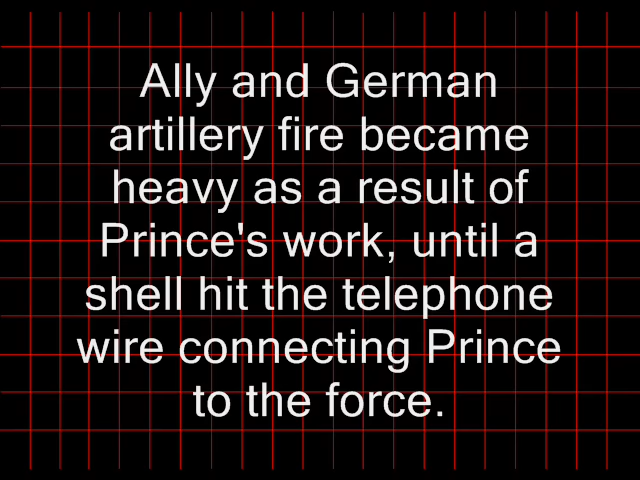 Ally and German
artillery fire became
heavy as a result of
Prince's work, until a
shell hit the telephone
wire connecting Prince
to the force.